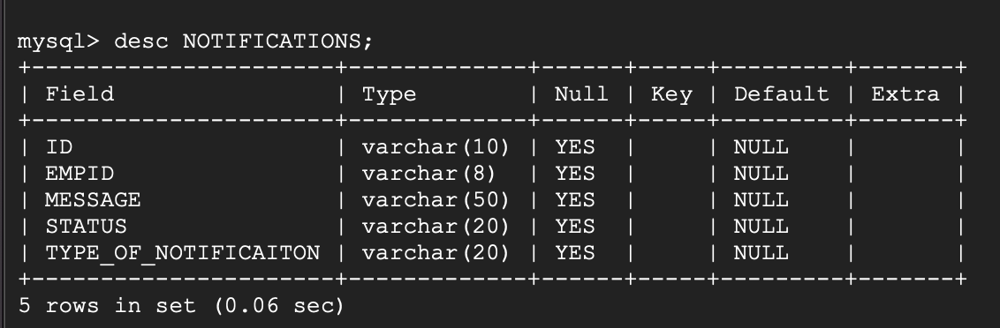 mysql> desc NOTIFICATIONS;
+----------------------+-------------+------+-----+---------+-------+
| Field                | Type        | Null | Key | Default | Extra |
+----------------------+-------------+------+-----+---------+-------+
| ID                   | varchar(10) | YES  |     | NULL    |       |
| EMPID                | varchar(8)  | YES  |     | NULL    |       |
| MESSAGE              | varchar(50) | YES  |     | NULL    |       |
| STATUS               | varchar(20) | YES  |     | NULL    |       |
| TYPE_OF_NOTIFICAITON | varchar(20) | YES  |     | NULL    |       |
+----------------------+-------------+------+-----+---------+-------+
5 rows in set (0.06 sec)